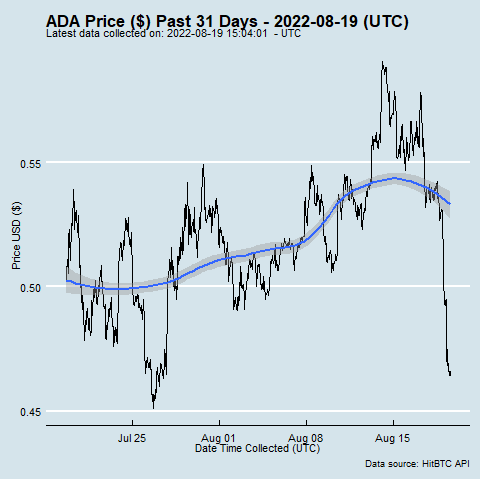 ADA Price ($) Past 31 Days - 2022-08-19 (UTC)
Latest data collected on: 2022-08-19 15:04:01  - UTC
Price USD ($)
0.55
0.50
0.45
Jul 25
Aug 01
Aug 08
Aug 15
Date Time Collected (UTC)
Data source: HitBTC API